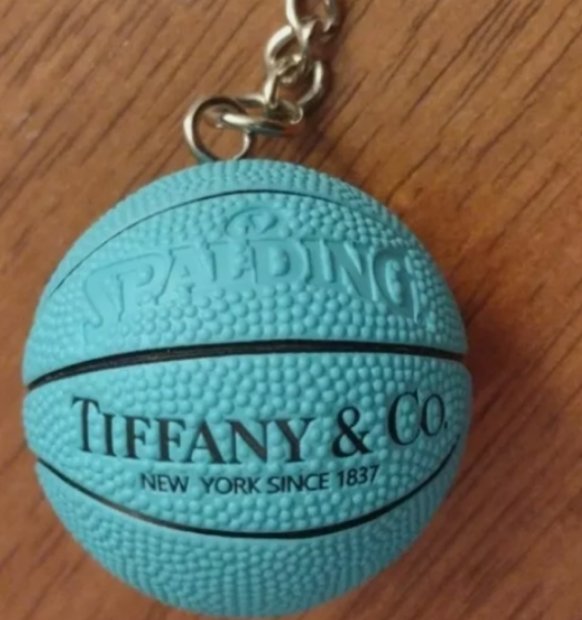 SPALDING
TIFFANY & CO.
NEW YORK SINCE 1837